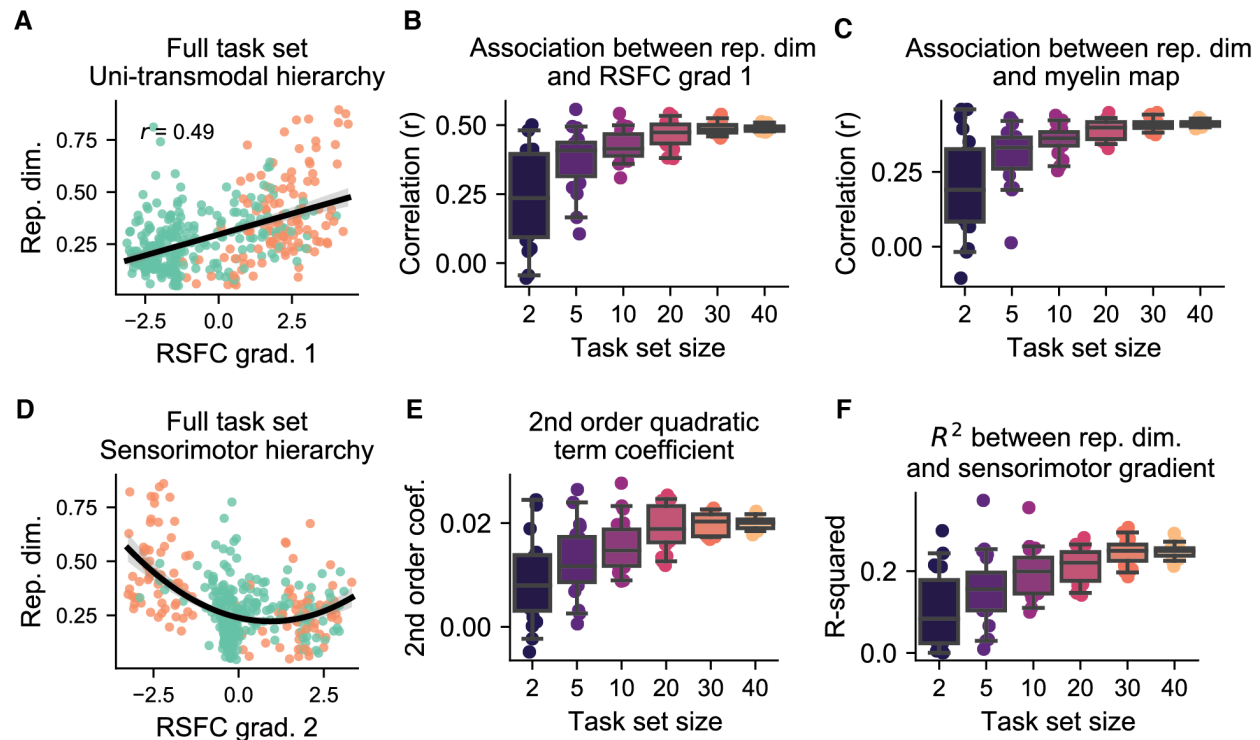 A
Full task set
Uni-transmodal hierarchy
r = 0.49
0.75
0.50
0.25
Rep. dim.
−2.5 0.0 2.5
RSFC grad. 1
B
Association between rep. dim
and RSFC grad 1
0.50
0.25
0.00
Correlation (r)
2 5 10 20 30 40
Task set size
C
Association between rep. dim
and myelin map
0.25
0.00
Correlation (r)
2 5 10 20 30 40
Task set size
D
Full task set
Sensorimotor hierarchy
0.75
0.50
0.25
Rep. dim.
−2.5 0.0 2.5
RSFC grad. 2
E
2nd order quadratic
term coefficient
0.02
0.00
2nd order coef.
2 5 10 20 30 40
Task set size
F
R² between rep. dim.
and sensorimotor gradient
0.2
0.0
R-squared
2 5 10 20 30 40
Task set size